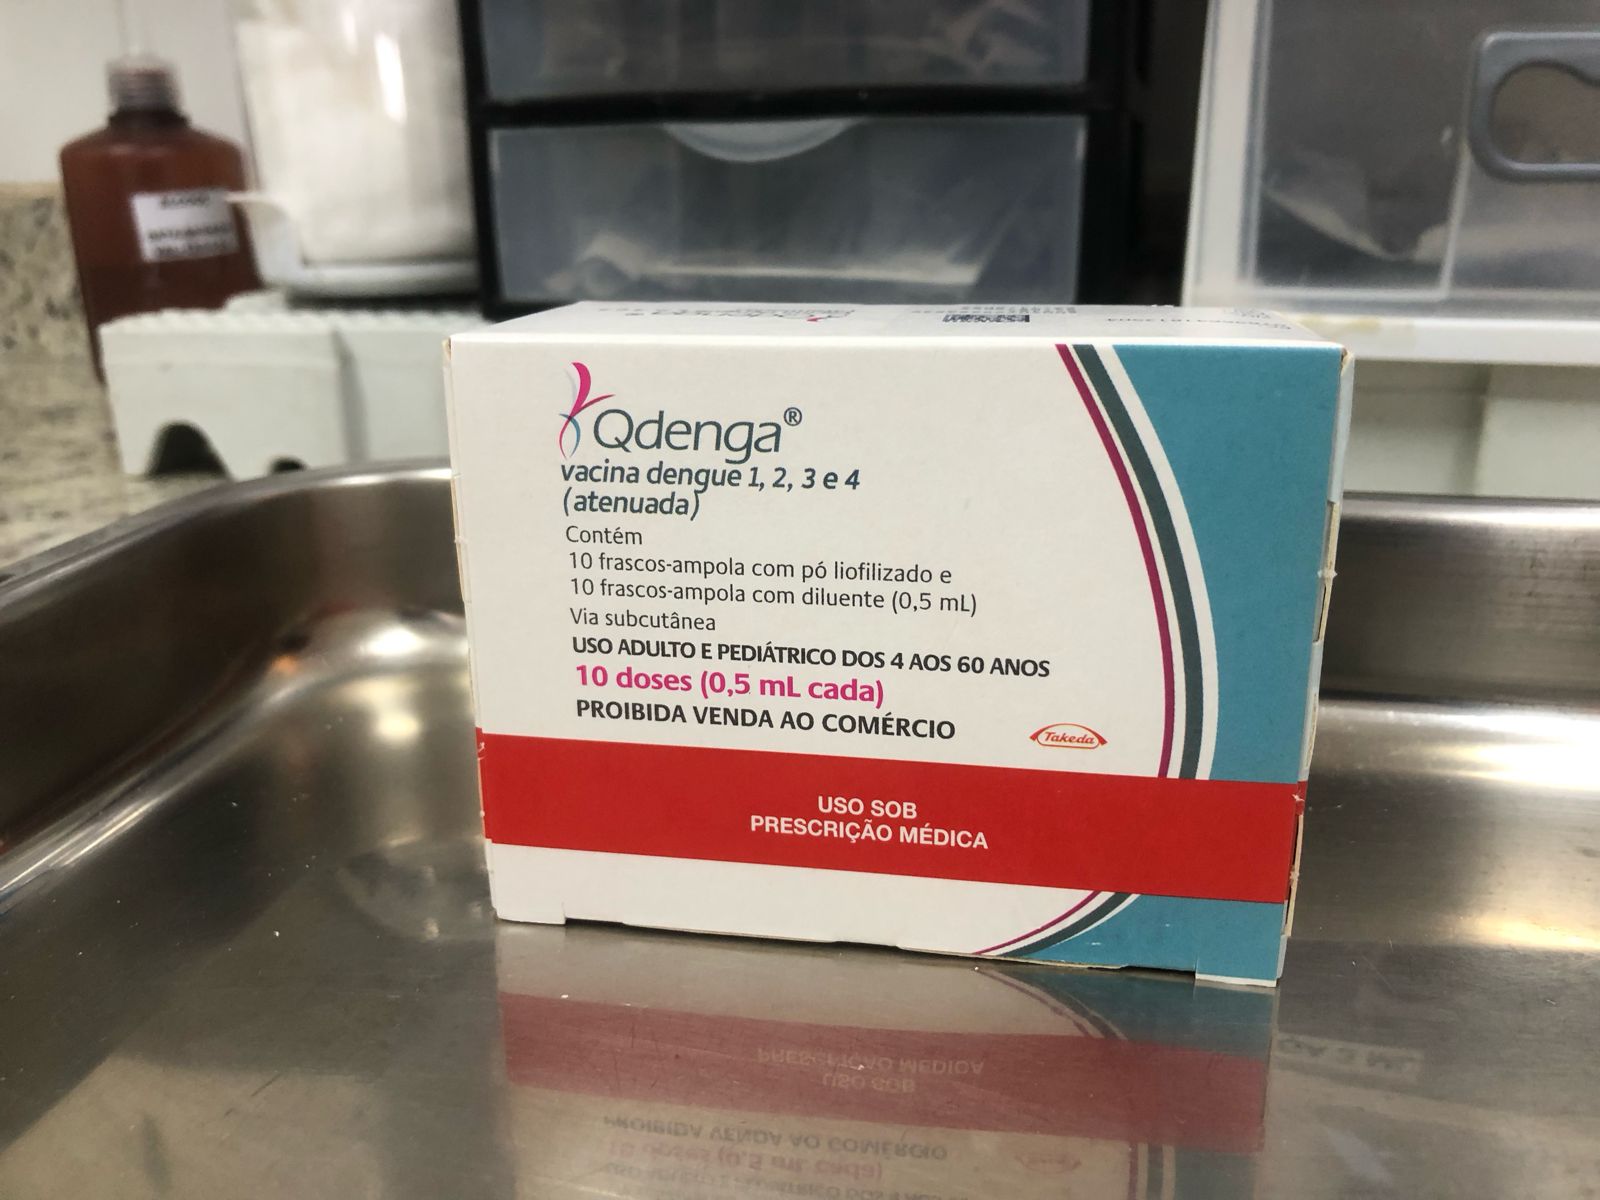 Qdenga®
vacina dengue 1, 2, 3 e 4
(atenuada)
Contém
10 frascos-ampola com pó liofilizado e
10 frascos-ampola com diluente (0,5 mL)
Via subcutânea
USO ADULTO E PEDIÁTRICO DOS 4 AOS 60 ANOS
10 doses (0,5 mL cada)
PROIBIDA VENDA AO COMÉRCIO
Takeda
USO SOB
PRESCRIÇÃO MÉDICA